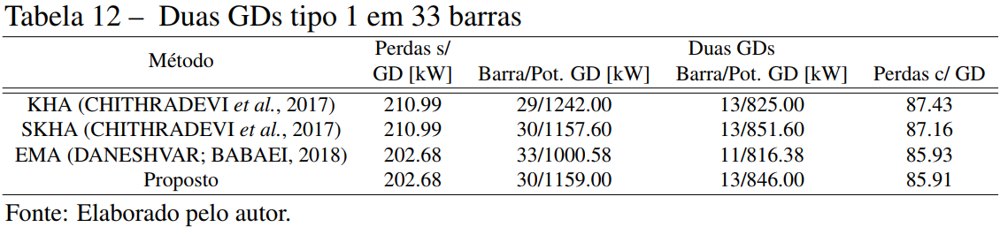 Tabela 12 – Duas GDs tipo 1 em 33 barras
Método Perdas s/ GD [kW] Duas GDs
Barra/Pot. GD [kW] Barra/Pot. GD [kW] Perdas c/ GD
KHA (CHITHRADEVI et al., 2017) 210.99 29/1242.00 13/825.00 87.43
SKHA (CHITHRADEVI et al., 2017) 210.99 30/1157.60 13/851.60 87.16
EMA (DANESHVAR; BABAEI, 2018) 202.68 33/1000.58 11/816.38 85.93
Proposto 202.68 30/1159.00 13/846.00 85.91
Fonte: Elaborado pelo autor.